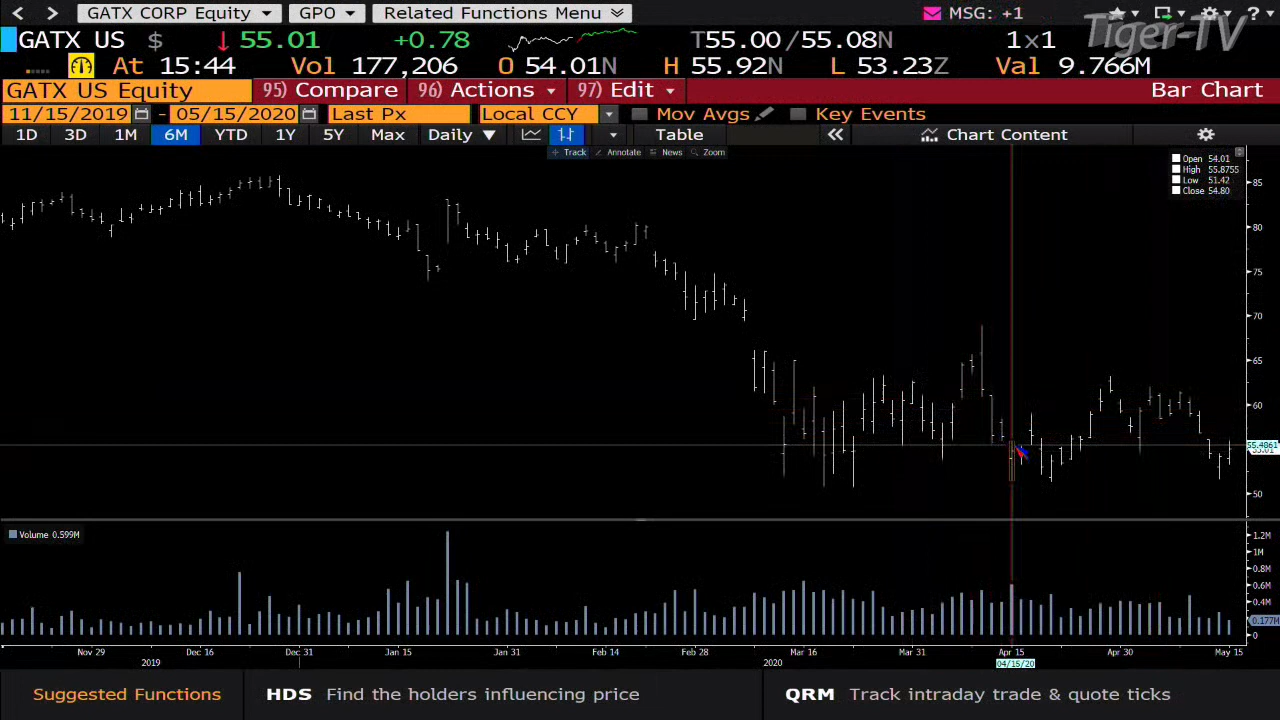 < > GATX CORP Equity GPO Related Functions Menu MSG: +1 ?
GATX US $ ↓ 55.01 +0.78 T55.00 /55.08N 1x1
Tiger-TV
At 15:44 Vol 177,206 O 54.01N H 55.92N L 53.23Z Val 9.766M
GATX US Equity 95) Compare 96) Actions 97) Edit Bar Chart
11/15/2019 - 05/15/2020 Last Px Local CCY Mov Avgs Key Events
1D 3D 1M 6M YTD 1Y 5Y Max Daily ▼ Table « Chart Content
Track Annotate News Zoom
Open 54.01
High 55.8755
Low 51.42
Close 54.80
85
80
75
70
65
60
55.4861
50
Volume 0.599M
1.2M
1M
0.8M
0.6M
0.4M
0.177M
0
Nov 29 Dec 16 Dec 31 Jan 15 Jan 31 Feb 14 Feb 28 Mar 16 Mar 31 Apr 15 Apr 30 May 15
2019 2020 04/15/20
Suggested Functions HDS Find the holders influencing price QRM Track intraday trade & quote ticks